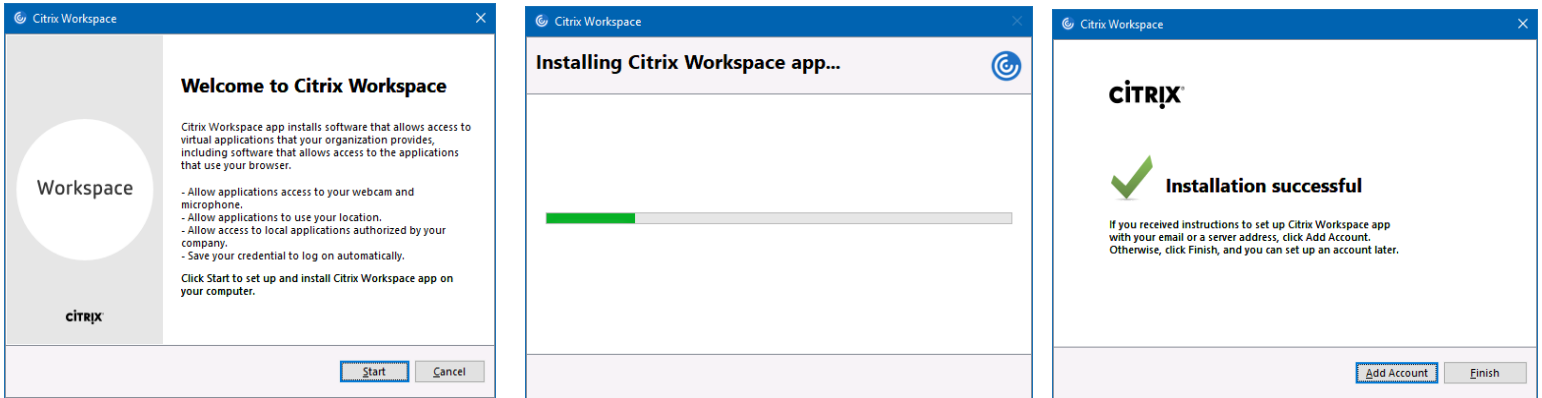 Citrix Workspace
Welcome to Citrix Workspace
Citrix Workspace app installs software that allows access to
virtual applications that your organization provides,
including software that allows access to the applications
that use your browser.
- Allow applications access to your webcam and
microphone.
- Allow applications to use your location.
- Allow access to local applications authorized by your
company.
- Save your credential to log on automatically.
Click Start to set up and install Citrix Workspace app on
your computer.
Workspace
CITRIX
Start
Cancel
Citrix Workspace
Installing Citrix Workspace app...
Citrix Workspace
CITRIX
Installation successful
If you received instructions to set up Citrix Workspace app
with your email or a server address, click Add Account.
Otherwise, click Finish, and you can set up an account later.
Add Account
Finish